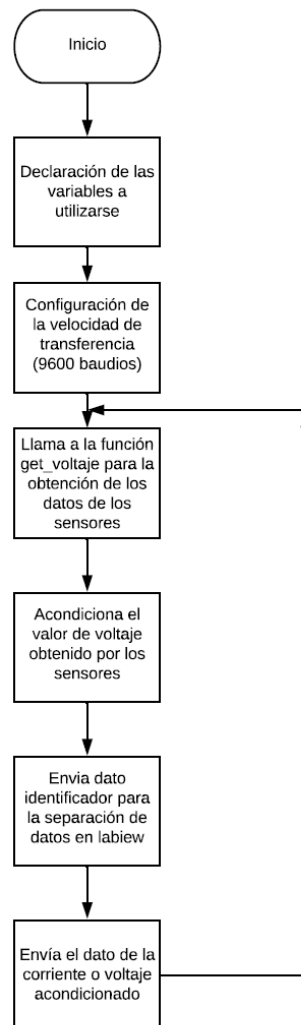 Inicio
Declaración de las
variables a
utilizarse
Configuración de
la velocidad de
transferencia
(9600 baudios)
Llama a la función
get_voltaje para la
obtención de los
datos de los
sensores
Acondiciona el
valor de voltaje
obtenido por los
sensores
Envia dato
identificador para
la separación de
datos en labiew
Envía el dato de la
corriente o voltaje
acondicionado